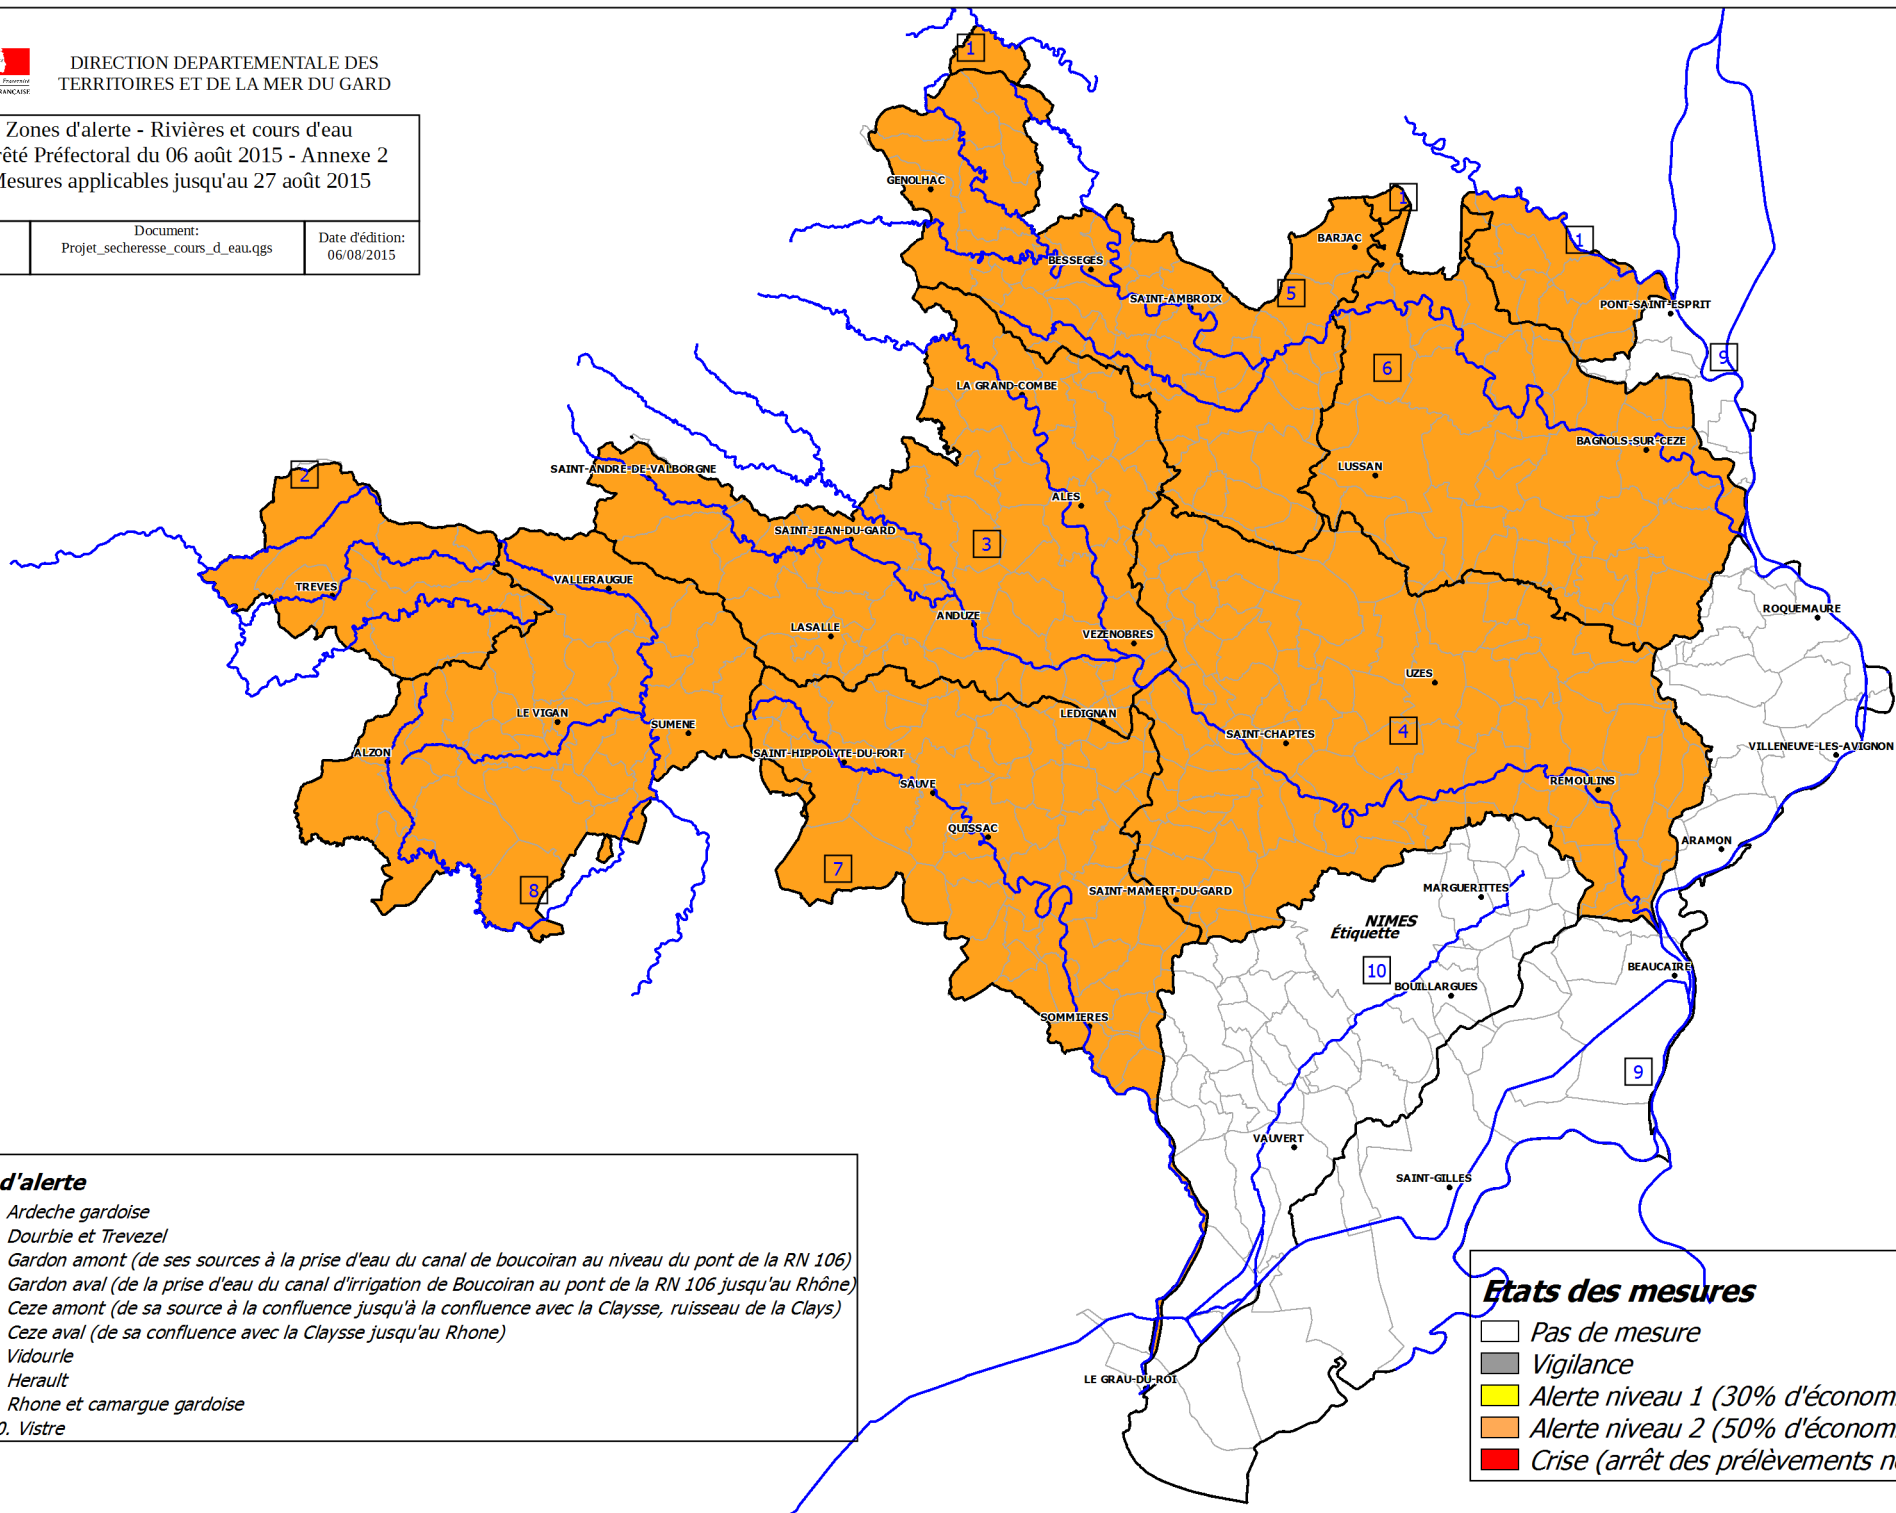 Fraternité
DIRECTION DEPARTEMENTALE DES
TERRITOIRES ET DE LA MER DU GARD
Zones d'alerte - Rivières et cours d'eau
rêté Préfectoral du 06 août 2015 - Annexe 2
Mesures applicables jusqu'au 27 août 2015
Document:
Projet_secheresse_cours_d_eau.qgs
Date d'édition:
06/08/2015
1
GENOLHAC
BESSEGES
SAINT-AMBROIX
BARJAC
1
1
5
PONT-SAINT-ESPRIT
9
6
LA GRAND-COMBE
BAGNOLS-SUR-CEZE
LUSSAN
2
SAINT-ANDRE-DE-VALBORGNE
ALES
SAINT-JEAN-DU-GARD
3
TREVES
VALLERAUGUE
LASALLE
ANDUZE
VEZENOBRES
ROQUEMAURE
UZES
LE VIGAN
SUMENE
LEDIGNAN
SAINT-CHAPTES
4
ALZON
SAINT-HIPPOLYTE-DU-FORT
VILLENEUVE-LES-AVIGNON
SAUVE
REMOULINS
QUISSAC
ARAMON
7
8
SAINT-MAMERT-DU-GARD
MARGUERITTES
NIMES
Étiquette
10
BEAUCAIRE
BOUILLARGUES
SOMMIERES
9
VAUVERT
SAINT-GILLES
LE GRAU-DU-ROI
d'alerte
Ardeche gardoise
Dourbie et Trevezel
Gardon amont (de ses sources à la prise d'eau du canal de boucoiran au niveau du pont de la RN 106)
Gardon aval (de la prise d'eau du canal d'irrigation de Boucoiran au pont de la RN 106 jusqu'au Rhône)
Ceze amont (de sa source à la confluence jusqu'à la confluence avec la Claysse, ruisseau de la Clays)
Ceze aval (de sa confluence avec la Claysse jusqu'au Rhone)
Vidourle
Herault
Rhone et camargue gardoise
0. Vistre
Etats des mesures
Pas de mesure
Vigilance
Alerte niveau 1 (30% d'économ
Alerte niveau 2 (50% d'économ
Crise (arrêt des prélèvements n